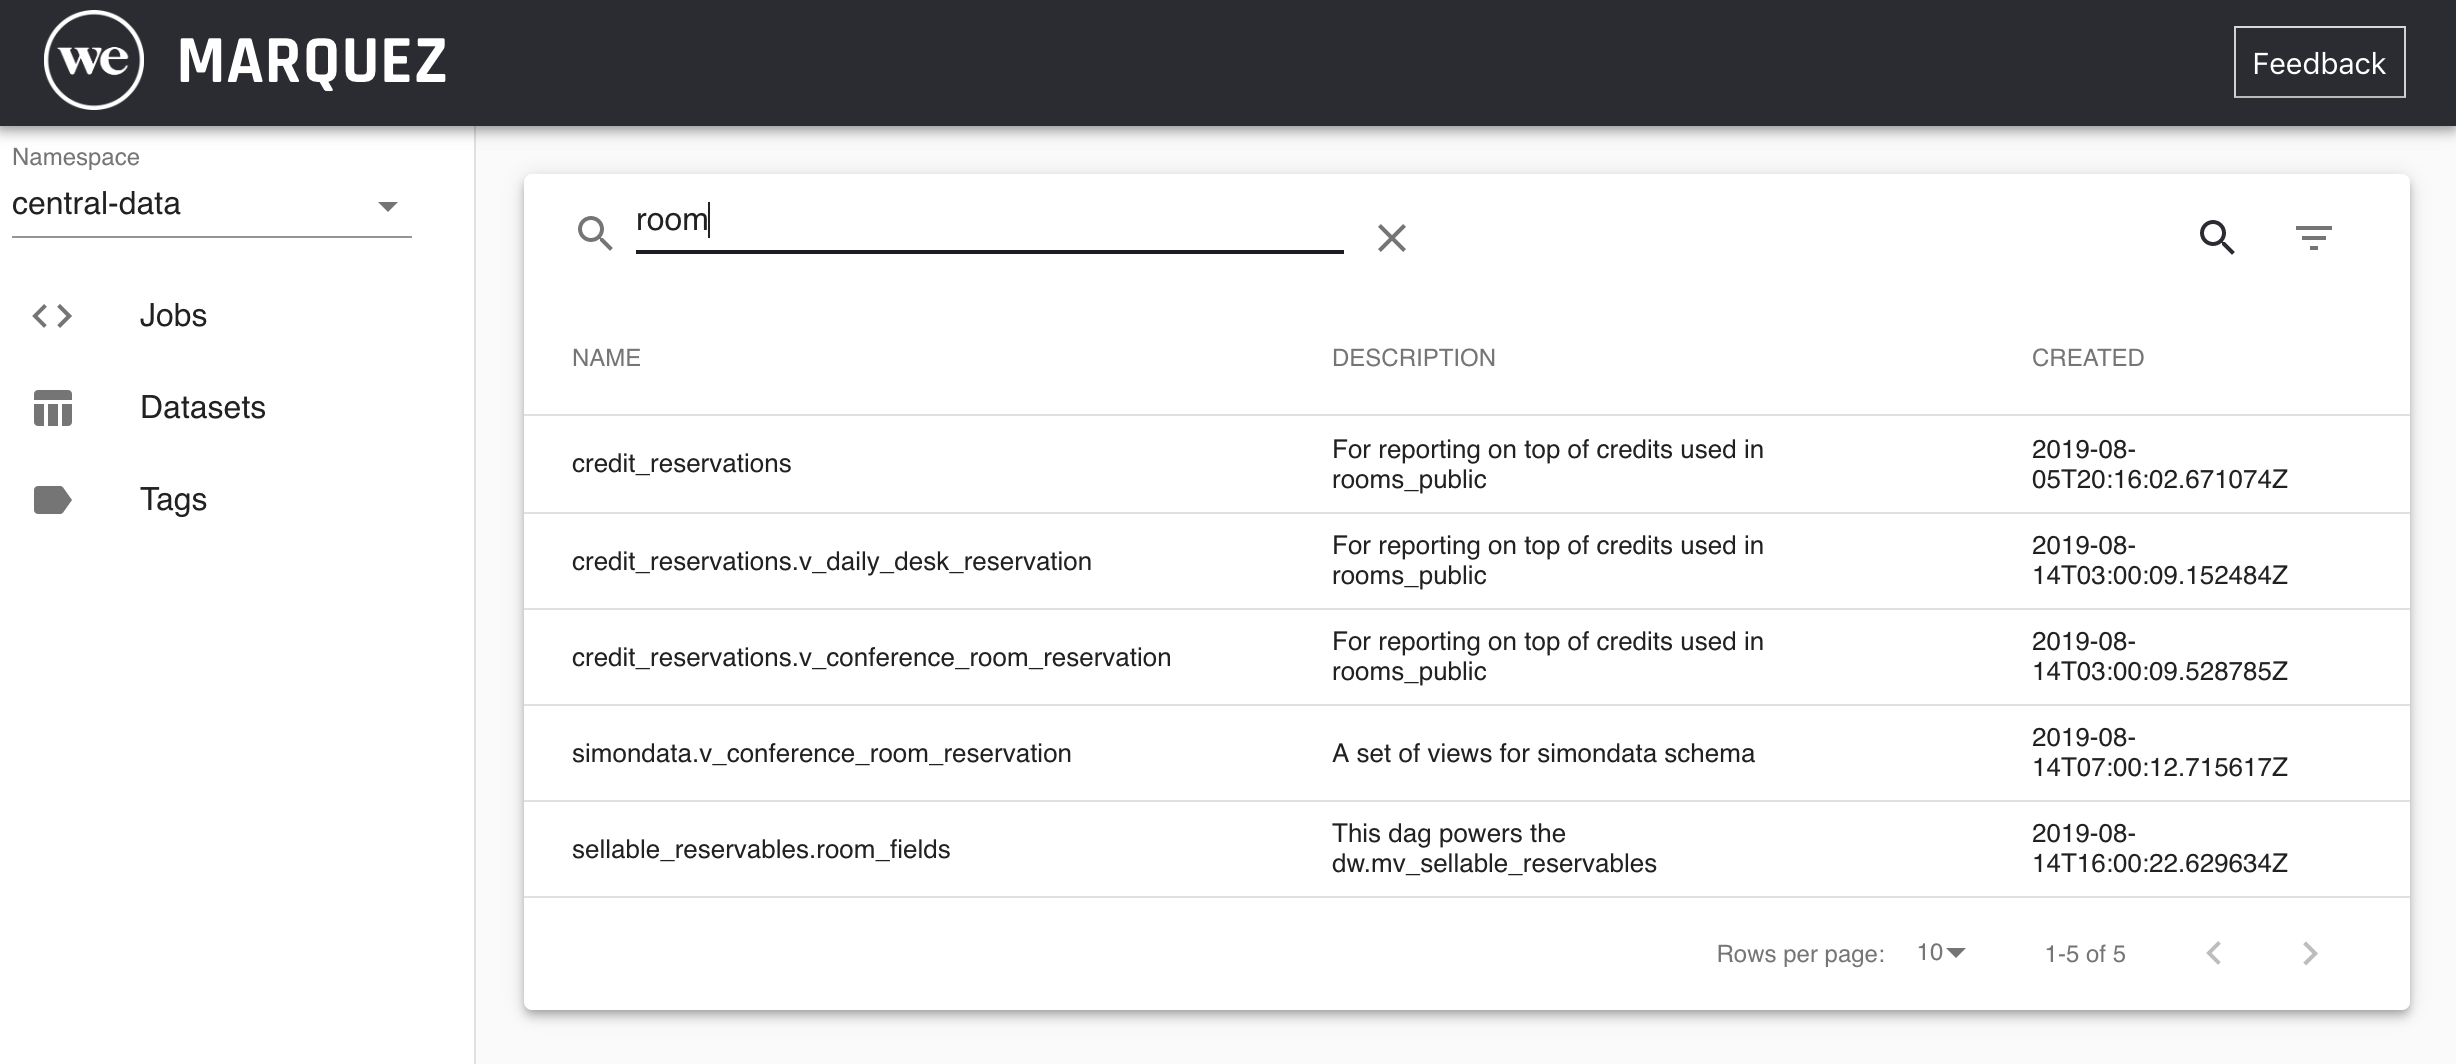 we MARQUEZ
Feedback
Namespace
central-data
Jobs
Datasets
Tags
room
NAME DESCRIPTION CREATED
credit_reservations
For reporting on top of credits used in
rooms_public
2019-08-
05T20:16:02.671074Z
credit_reservations.v_daily_desk_reservation
For reporting on top of credits used in
rooms_public
2019-08-
14T03:00:09.152484Z
credit_reservations.v_conference_room_reservation
For reporting on top of credits used in
rooms_public
2019-08-
14T03:00:09.528785Z
simondata.v_conference_room_reservation
A set of views for simondata schema
2019-08-
14T07:00:12.715617Z
sellable_reservables.room_fields
This dag powers the
dw.mv_sellable_reservables
2019-08-
14T16:00:22.629634Z
Rows per page: 10 1-5 of 5